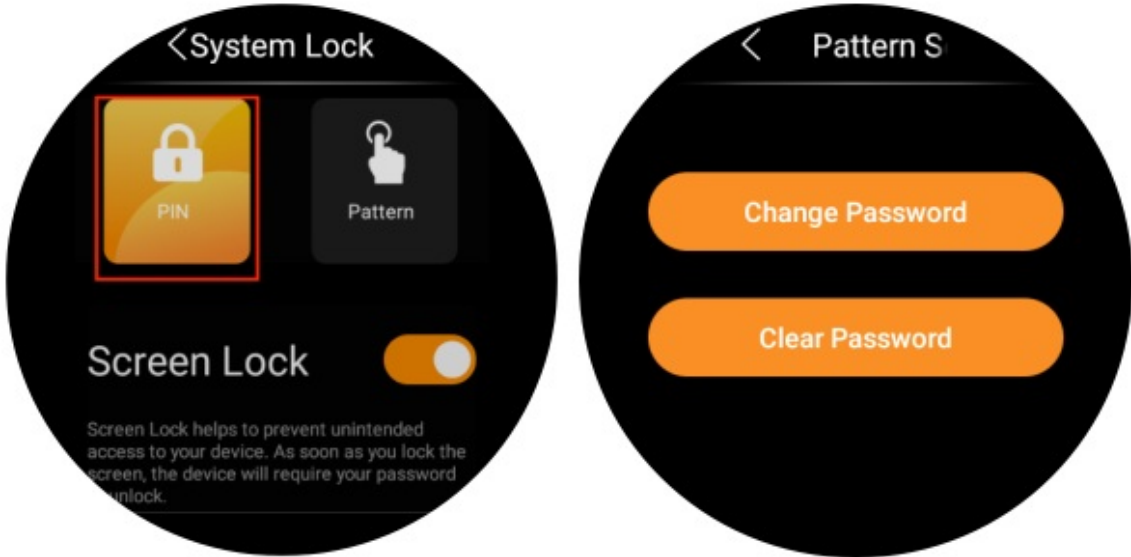 System Lock
PIN
Pattern
Screen Lock
Screen Lock helps to prevent unintended
access to your device. As soon as you lock the
screen, the device will require your password
unlock.
Pattern S
Change Password
Clear Password